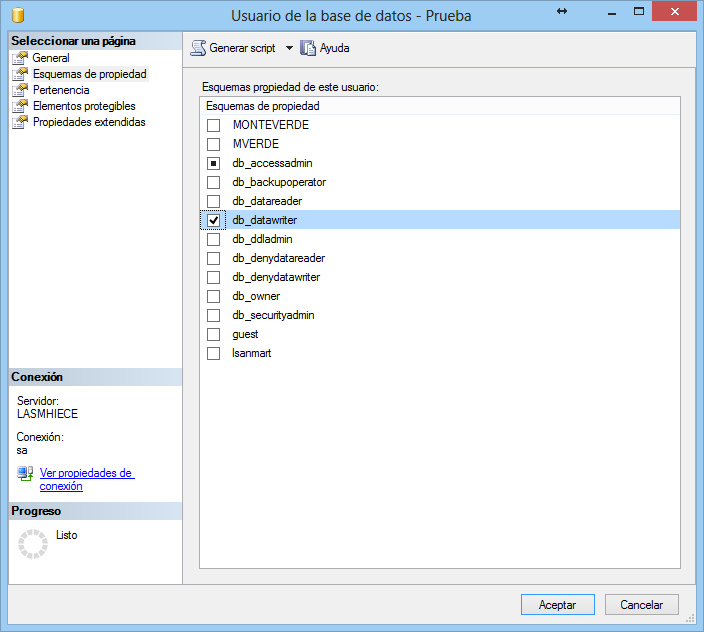 Usuario de la base de datos - Prueba
Seleccionar una página
General
Esquemas de propiedad
Pertenencia
Elementos protegibles
Propiedades extendidas
Generar script
Ayuda
Esquemas prgpiedad de este usuario:
Esquemas de propiedad
MONTEVERDE
MVERDE
db_accessadmin
db_backupoperator
db_datareader
db_datawriter
db_ddladmin
db_denydatareader
db_denydatawriter
db_owner
db_securityadmin
guest
lsanmart
Conexión
Servidor:
LASMHIECE
Conexión:
sa
Ver propiedades de
conexión
Progreso
Listo
Aceptar
Cancelar